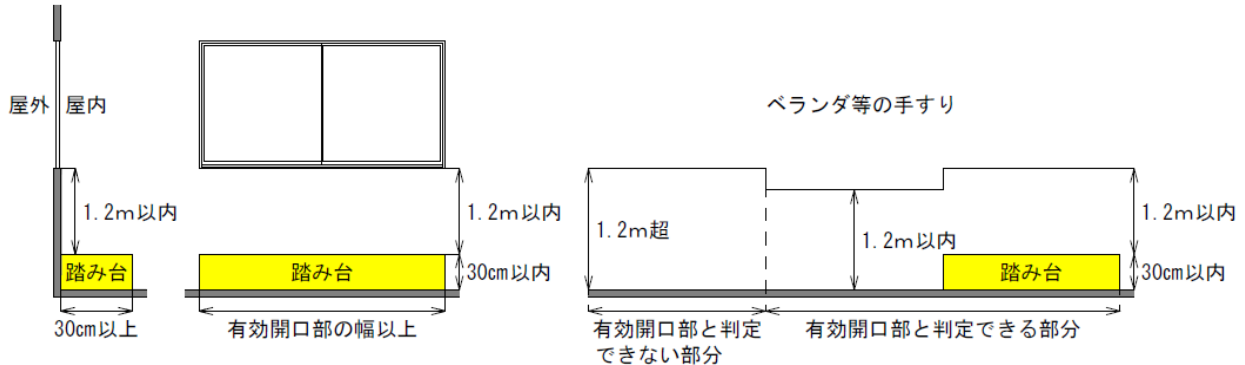 屋外
屋内
1.2m以内
踏み台
30cm以上
1.2m以内
踏み台
30cm以内
有効開口部の幅以上
ベランダ等の手すり
1.2m超
1.2m以内
1.2m以内
踏み台
30cm以内
有効開口部と判定
できない部分
有効開口部と判定できる部分